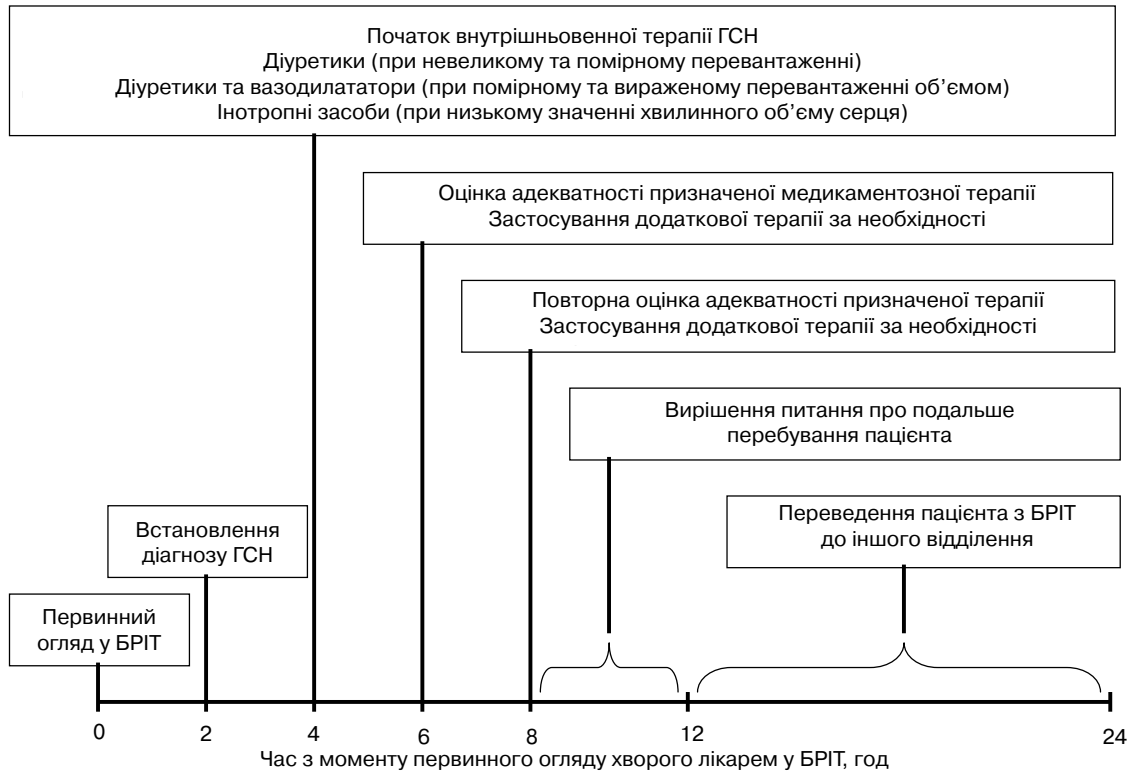 Початок внутрішньовенної терапії ГСН
Діуретики (при невеликому та помірному перевантаженні)
Діуретики та вазодилататори (при помірному та вираженому перевантаженні об’ємом)
Інотропні засоби (при низькому значенні хвилинного об’єму серця)
Оцінка адекватності призначеної медикаментозної терапії
Застосування додаткової терапії за необхідності
Повторна оцінка адекватності призначеної терапії
Застосування додаткової терапії за необхідності
Вирішення питання про подальше
перебування пацієнта
Переведення пацієнта з БРІТ
до іншого відділення
Встановлення
діагнозу ГСН
Первинний
огляд у БРІТ
0 2 4 6 8 12 24
Час з моменту первинного огляду хворого лікарем у БРІТ, год